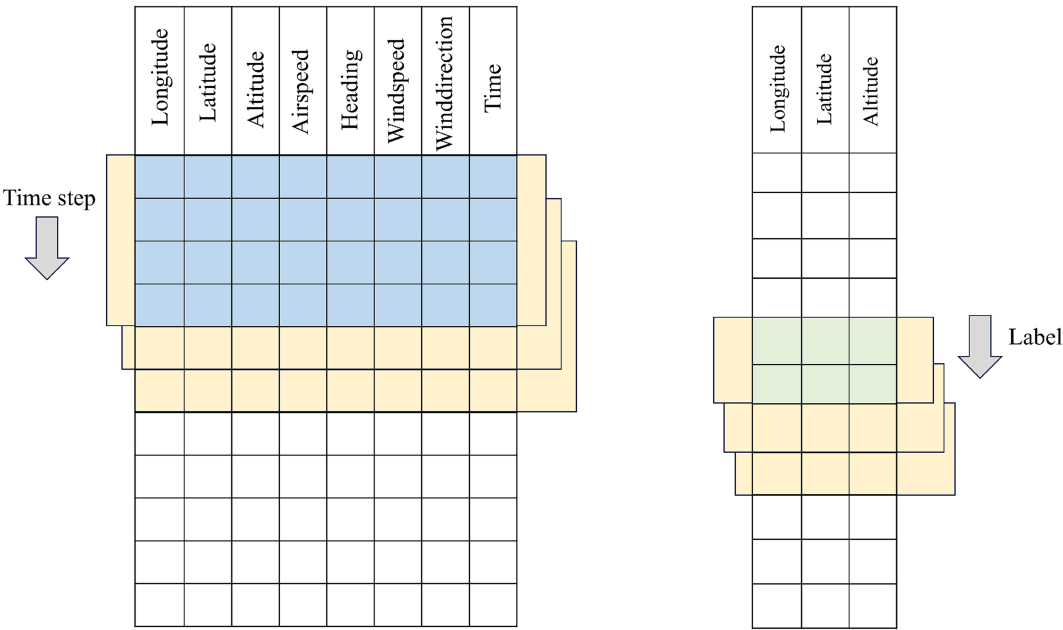 Longitude
Latitude
Altitude
Airspeed
Heading
Windspeed
Winddirection
Time
Longitude
Latitude
Altitude
Time step
Label